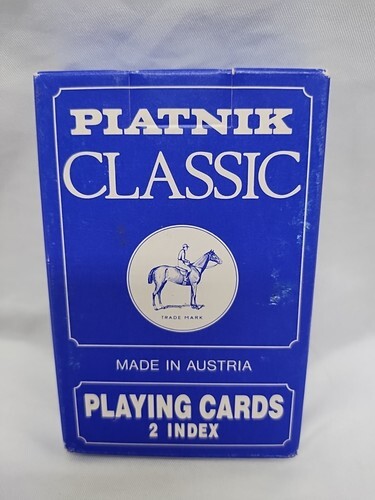 PIATNIK
CLASSIC
TRADE MARK
MADE IN AUSTRIA
PLAYING CARDS
2 INDEX